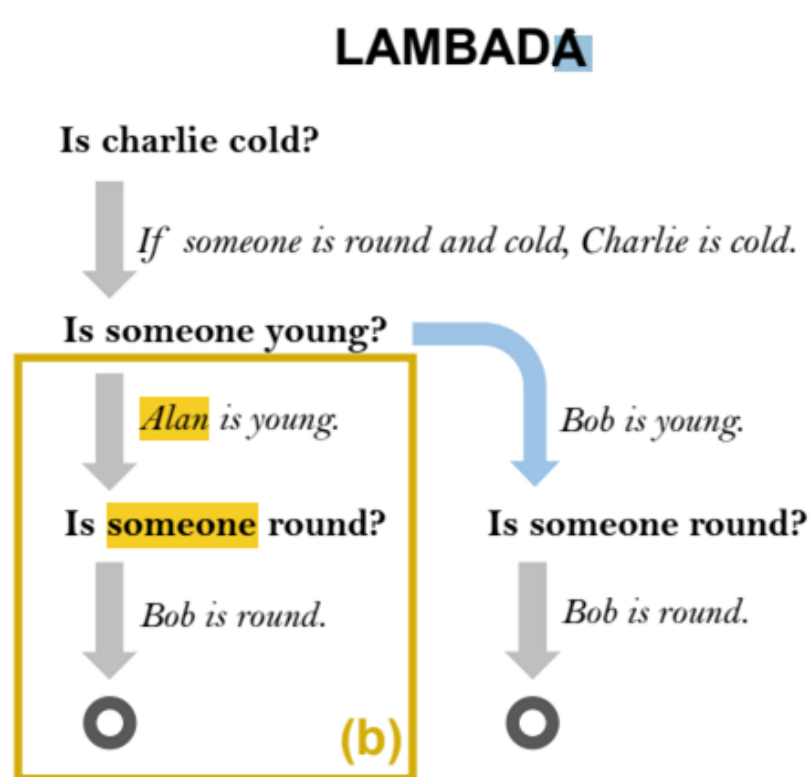 LAMBADA
Is charlie cold?
If someone is round and cold, Charlie is cold.
Is someone young?
Alan is young.
Bob is young.
Is someone round?
Is someone round?
Bob is round.
Bob is round.
(b)